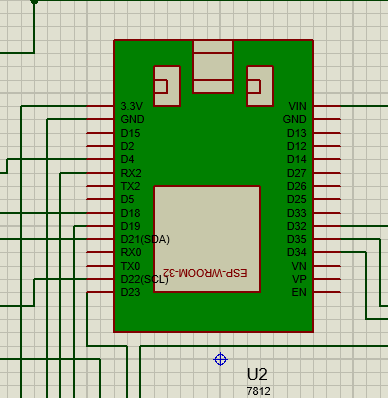 3.3V VIN
GND GND
D15 D13
D2 D12
D4 D14
RX2 D27
TX2 D26
D5 D25
D18 D33
D19 D32
D21(SDA) D35
RX0 D34
TX0 VN
D22(SCL) VP
D23 EN
ESP-WROOM-32
U2
7812